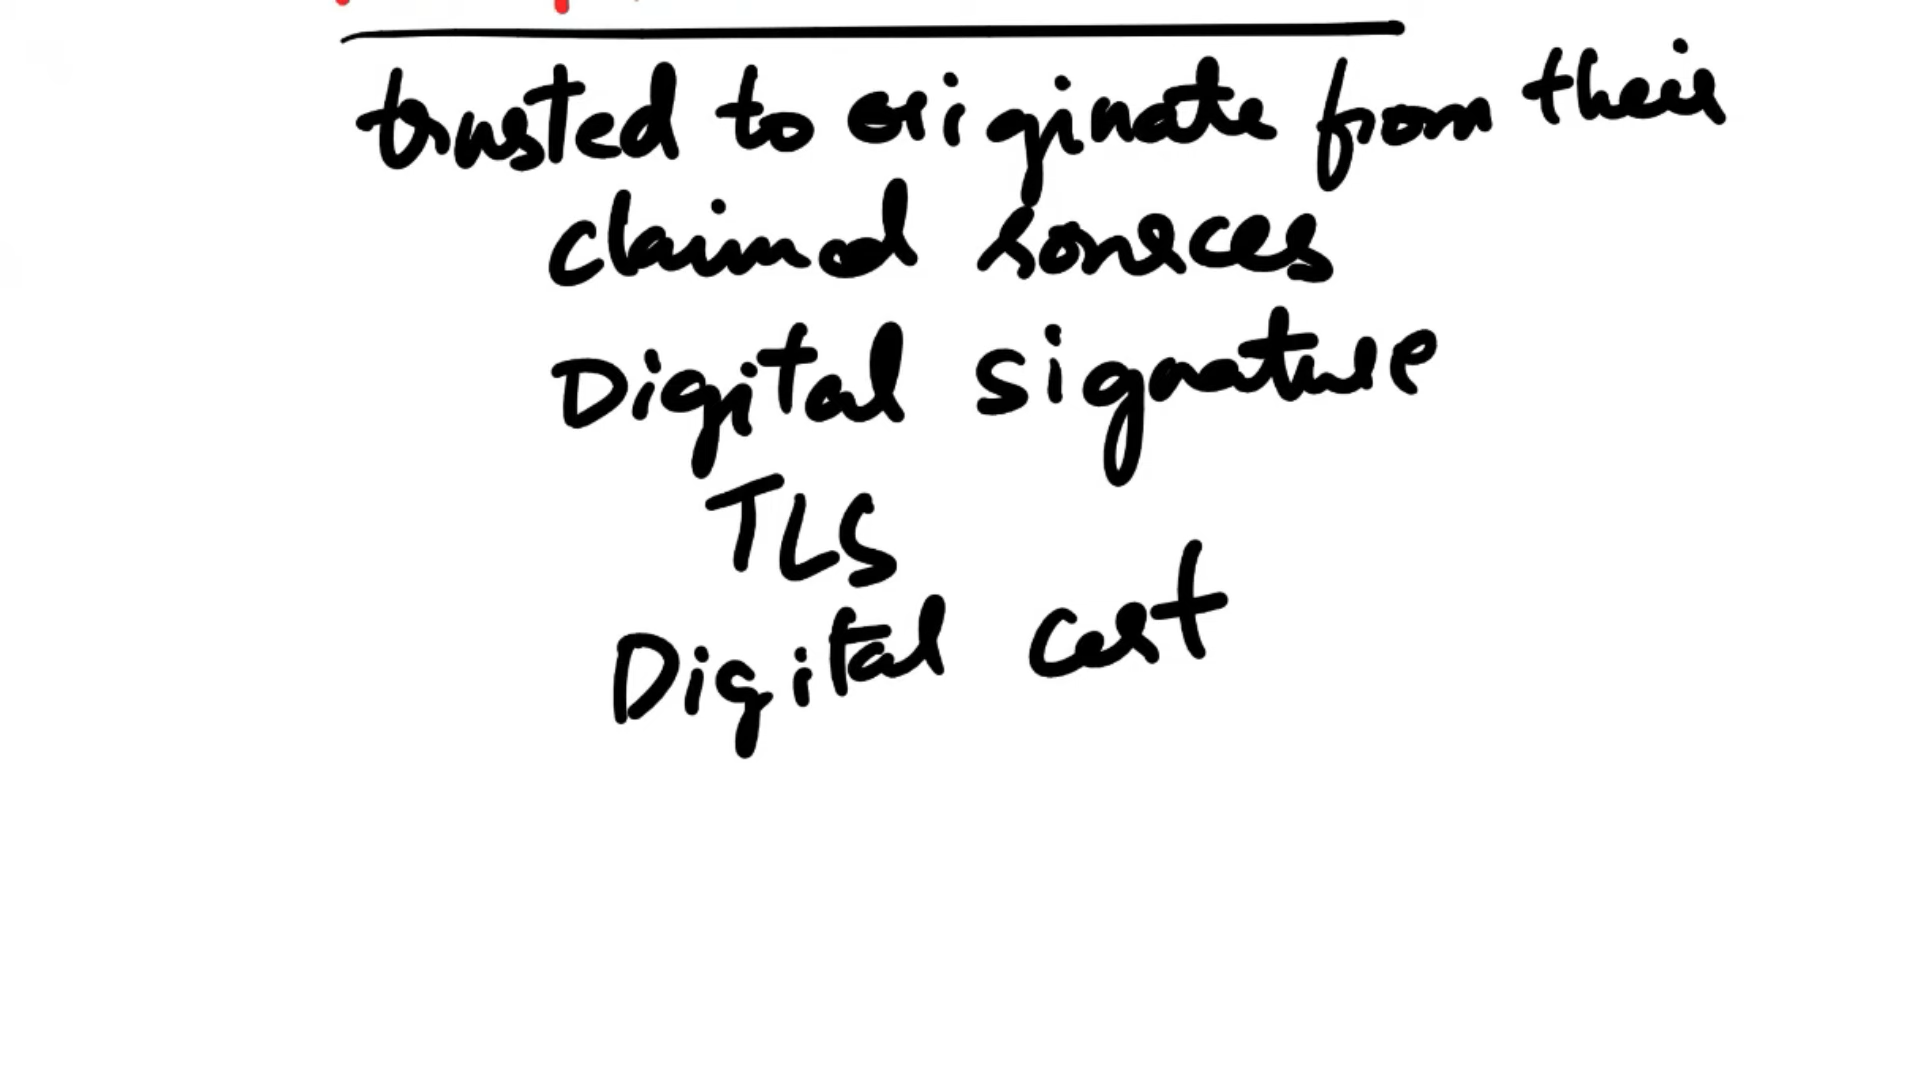 trusted to originate from their
claimed sources
Digital signature
TLS
Digital cert